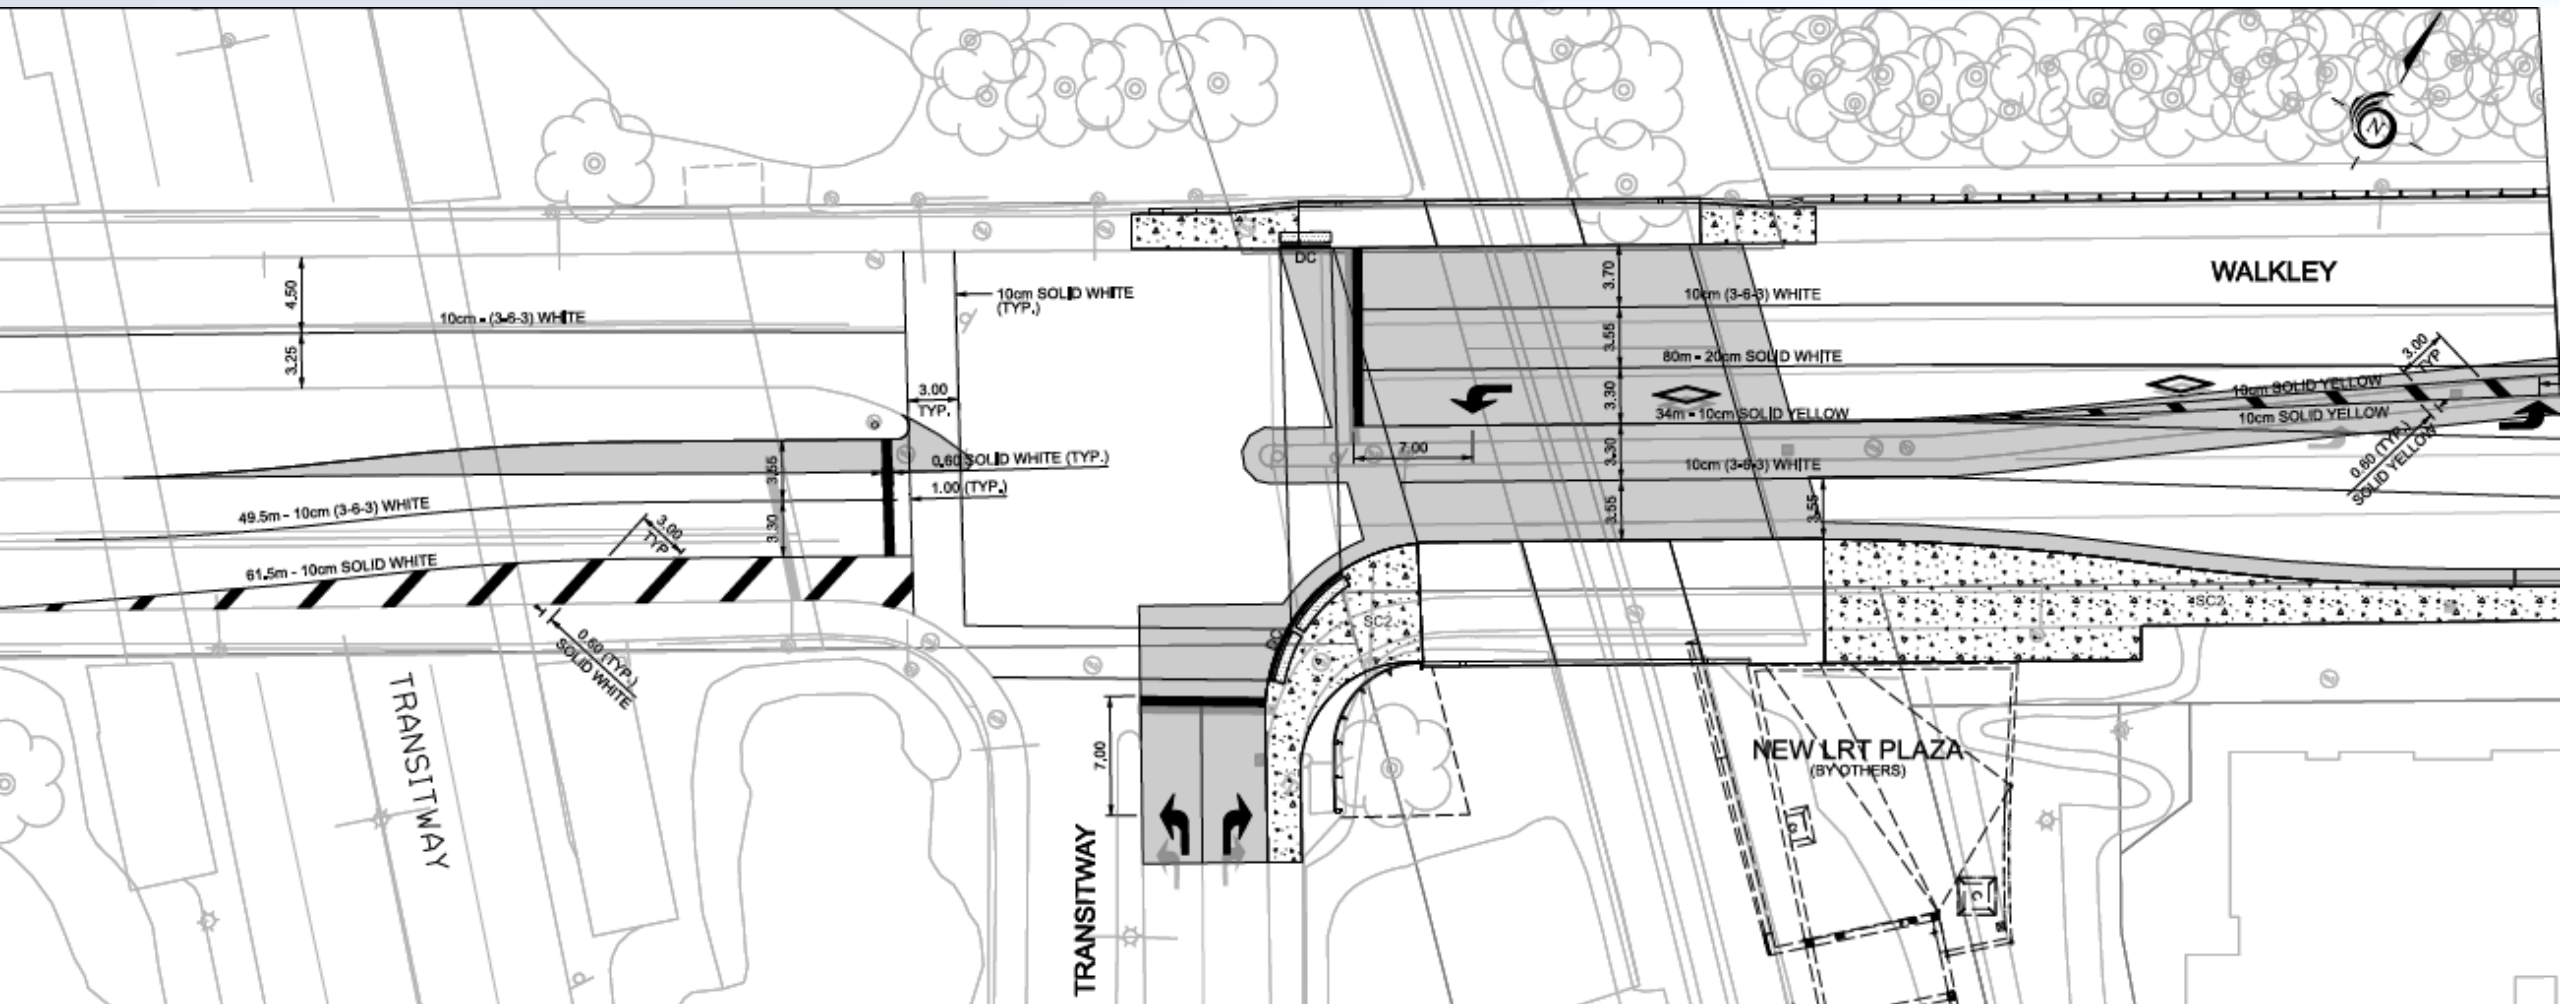 N
WALKLEY
4.50
10cm - (3-6-3) WHITE
3.25
10cm SOLID WHITE
(TYP.)
3.00
TYP.
DC
3.70
10cm (3-6-3) WHITE
3.55
80m - 20cm SOLID WHITE
3.30
34m - 10cm SOLID YELLOW
3.00
TYP
10cm SOLID YELLOW
10cm SOLID YELLOW
0.60 (TYP.)
SOLID YELLOW
7.00
3.30
10cm (3-6-3) WHITE
3.55
3.55
3.55
0.60 SOLID WHITE (TYP.)
1.00 (TYP.)
49.5m - 10cm (3-6-3) WHITE
3.00
TYP
3.30
61.5m - 10cm SOLID WHITE
0.60 (TYP.)
SOLID WHITE
DC
SC2
SC2
TRANSITWAY
7.00
TRANSITWAY
NEW LRT PLAZA
(BY OTHERS)
C